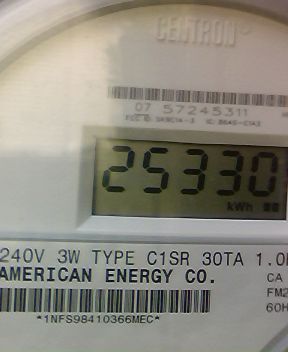 CENTRON®
07 57245311
25330
kWh
240V 3W TYPE C1SR 30TA 1.0
AMERICAN ENERGY CO.
CA
FM2
60H
*1NFS98410366MEC*